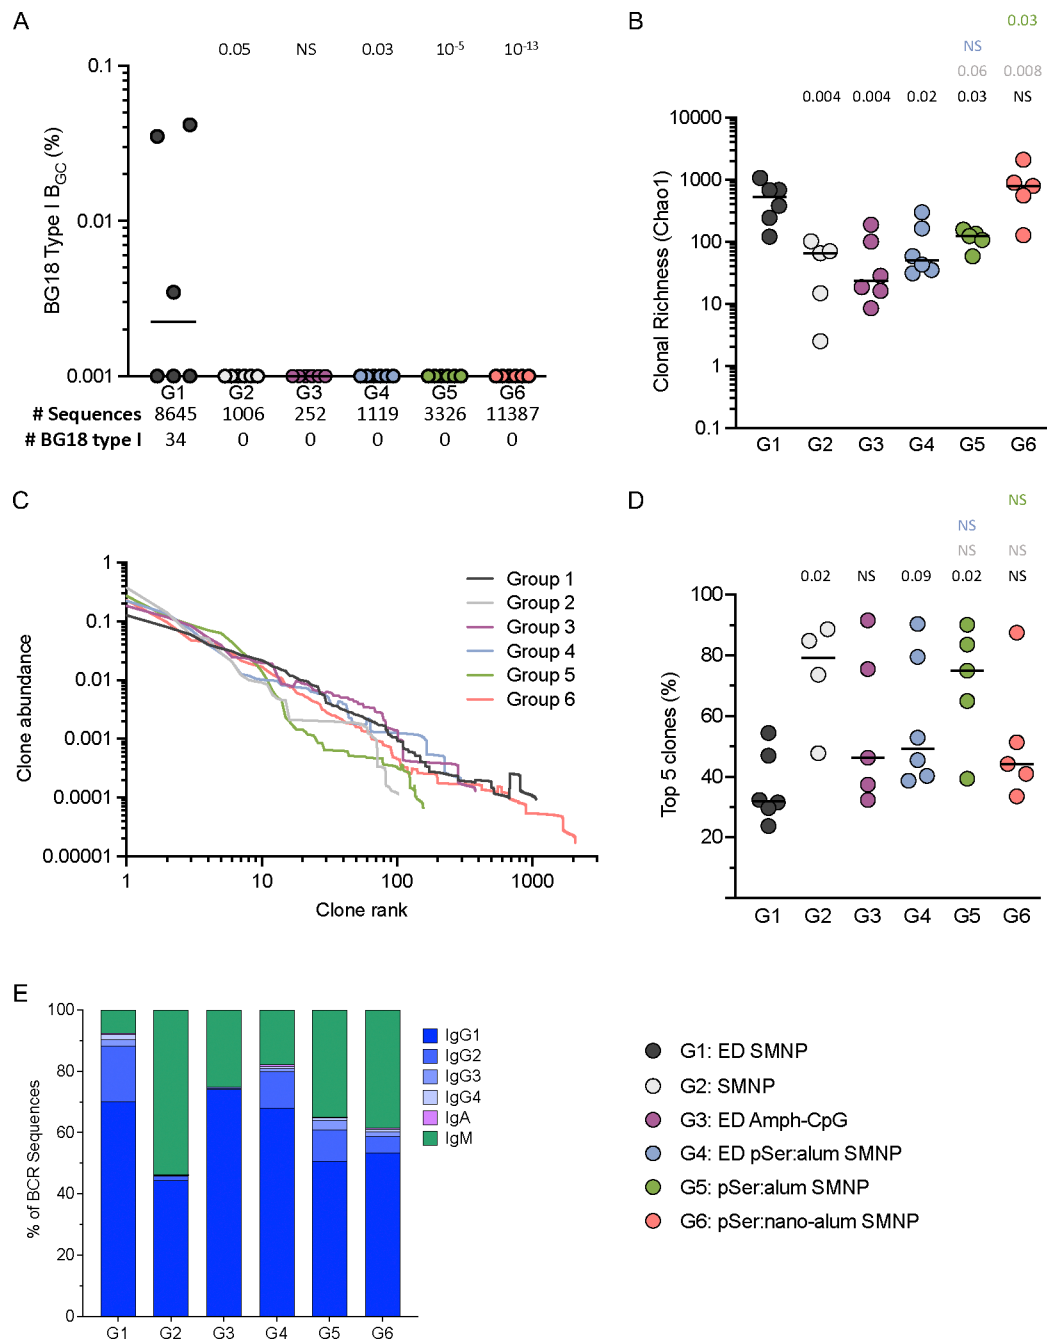 A
0.05 NS 0.03 10-5 10-13
BG18 Type I BGC (%)
0.1
0.01
0.001
G1 G2 G3 G4 G5 G6
# Sequences 8645 1006 252 1119 3326 11387
# BG18 type I 34 0 0 0 0 0
B
0.03
NS
0.06 0.008
0.004 0.004 0.02 0.03 NS
Clonal Richness (Chao1)
10000
1000
100
10
1
0.1
G1 G2 G3 G4 G5 G6
C
Clone abundance
1
0.1
0.01
0.001
0.0001
0.00001
1 10 100 1000
Clone rank
Group 1
Group 2
Group 3
Group 4
Group 5
Group 6
D
NS
NS
NS NS
0.02 NS 0.09 0.02 NS
Top 5 clones (%)
100
80
60
40
20
G1 G2 G3 G4 G5 G6
E
% of BCR Sequences
100
80
60
40
20
0
G1 G2 G3 G4 G5 G6
IgG1
IgG2
IgG3
IgG4
IgA
IgM
G1: ED SMNP
G2: SMNP
G3: ED Amph-CpG
G4: ED pSer:alum SMNP
G5: pSer:alum SMNP
G6: pSer:nano-alum SMNP